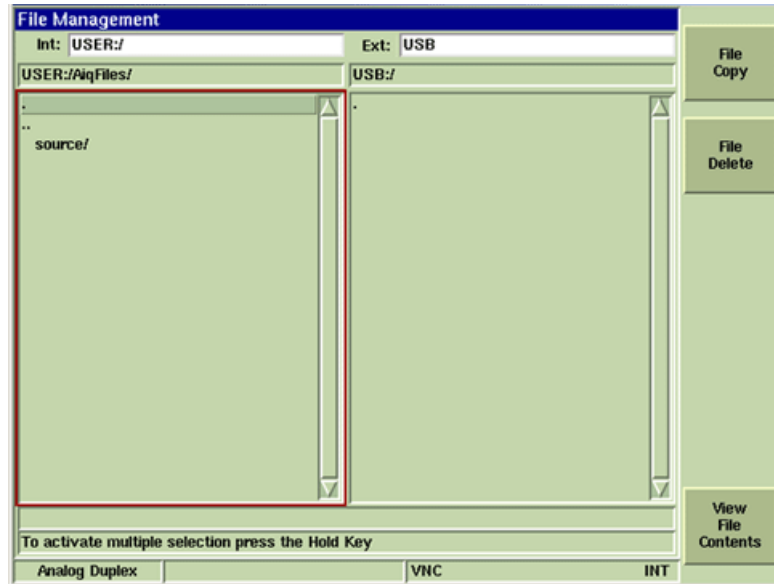 File Management
Int: USER:/ Ext: USB
USER:/AiqFiles/ USB:/
. .
..
source/
File
Copy
File
Delete
View
File
Contents
To activate multiple selection press the Hold Key
Analog Duplex VNC INT